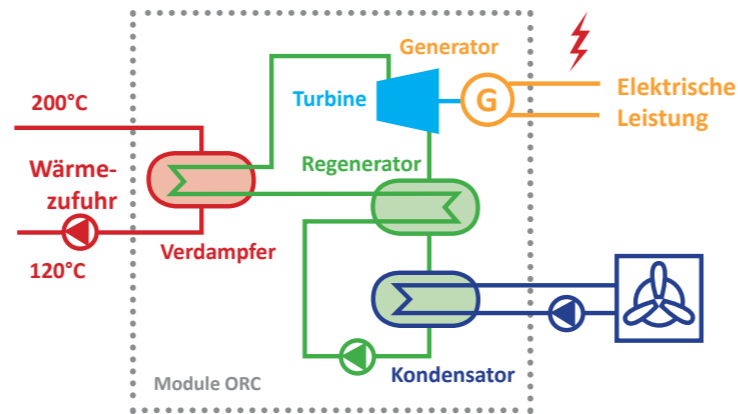 Generator
200°C
Turbine
G
Elektrische
Leistung
Wärme-
zufuhr
Regenerator
120°C
Verdampfer
Kondensator
Module ORC